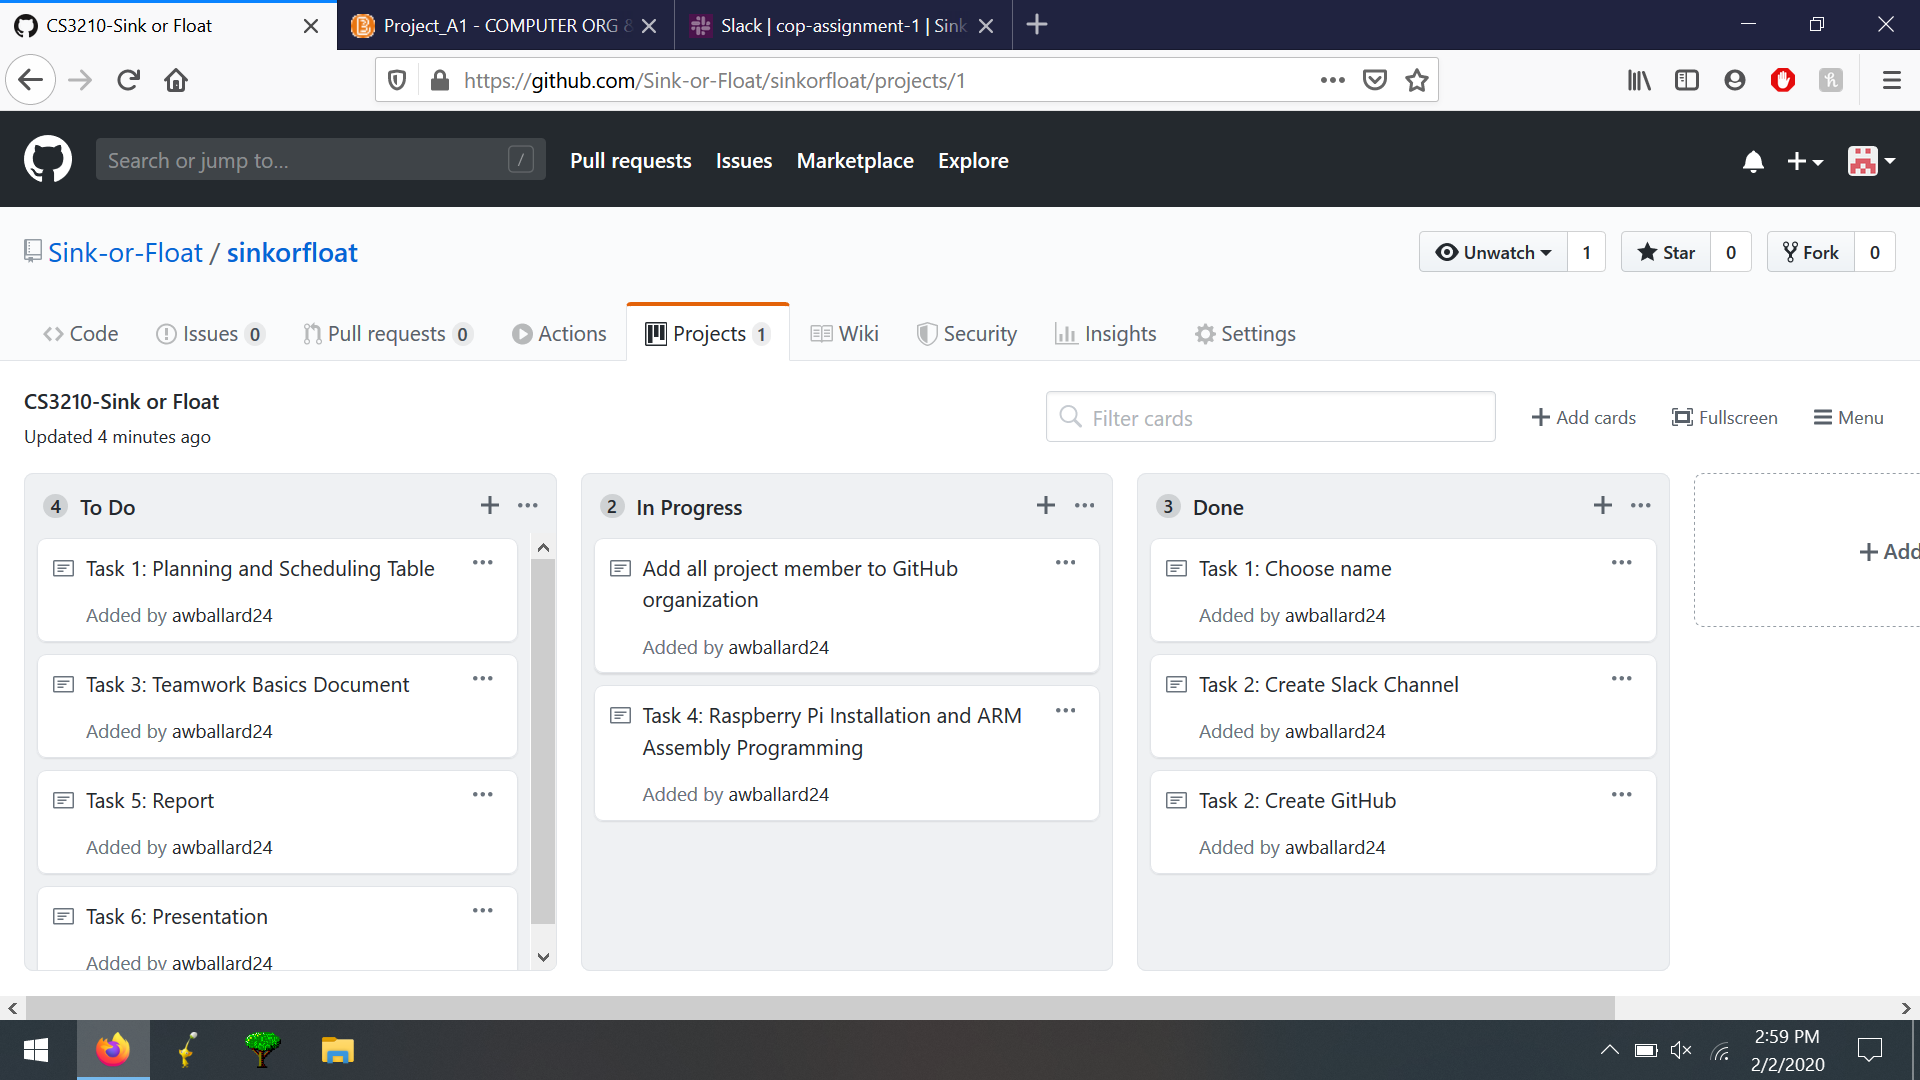 CS3210-Sink or Float
Project_A1 - COMPUTER ORG &
Slack | cop-assignment-1 | Sink
https://github.com/Sink-or-Float/sinkorfloat/projects/1
Search or jump to...
/
Pull requests
Issues
Marketplace
Explore
Sink-or-Float / sinkorfloat
Unwatch 1
Star 0
Fork 0
Code
Issues 0
Pull requests 0
Actions
Projects 1
Wiki
Security
Insights
Settings
CS3210-Sink or Float
Updated 4 minutes ago
Filter cards
Add cards
Fullscreen
Menu
4 To Do
Task 1: Planning and Scheduling Table
Added by awballard24
Task 3: Teamwork Basics Document
Added by awballard24
Task 5: Report
Added by awballard24
Task 6: Presentation
Added by awballard24
2 In Progress
Add all project member to GitHub
organization
Added by awballard24
Task 4: Raspberry Pi Installation and ARM
Assembly Programming
Added by awballard24
3 Done
Task 1: Choose name
Added by awballard24
Task 2: Create Slack Channel
Added by awballard24
Task 2: Create GitHub
Added by awballard24
+ Add
2:59 PM
2/2/2020